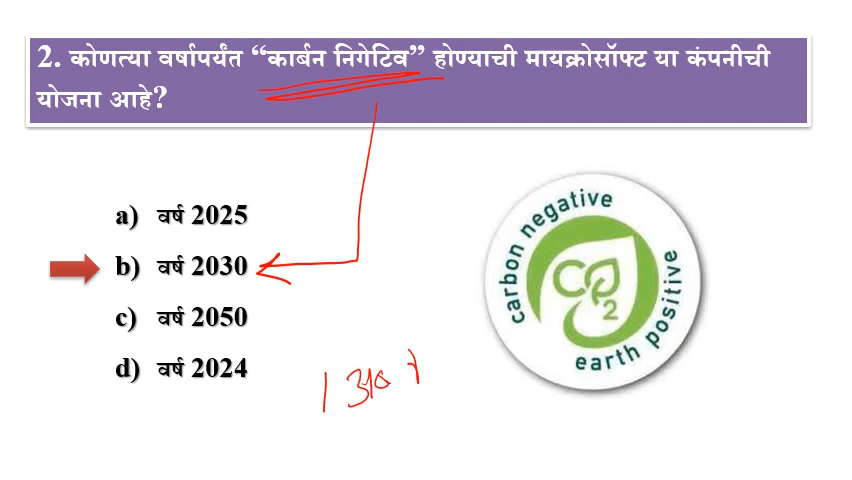 2. कोणत्या वर्षापर्यंत “कार्बन निगेटिव” होण्याची मायक्रोसॉफ्ट या कंपनीची
योजना आहे?
a) वर्ष 2025
b) वर्ष 2030
c) वर्ष 2050
d) वर्ष 2024
carbon negative
CO2
earth positive